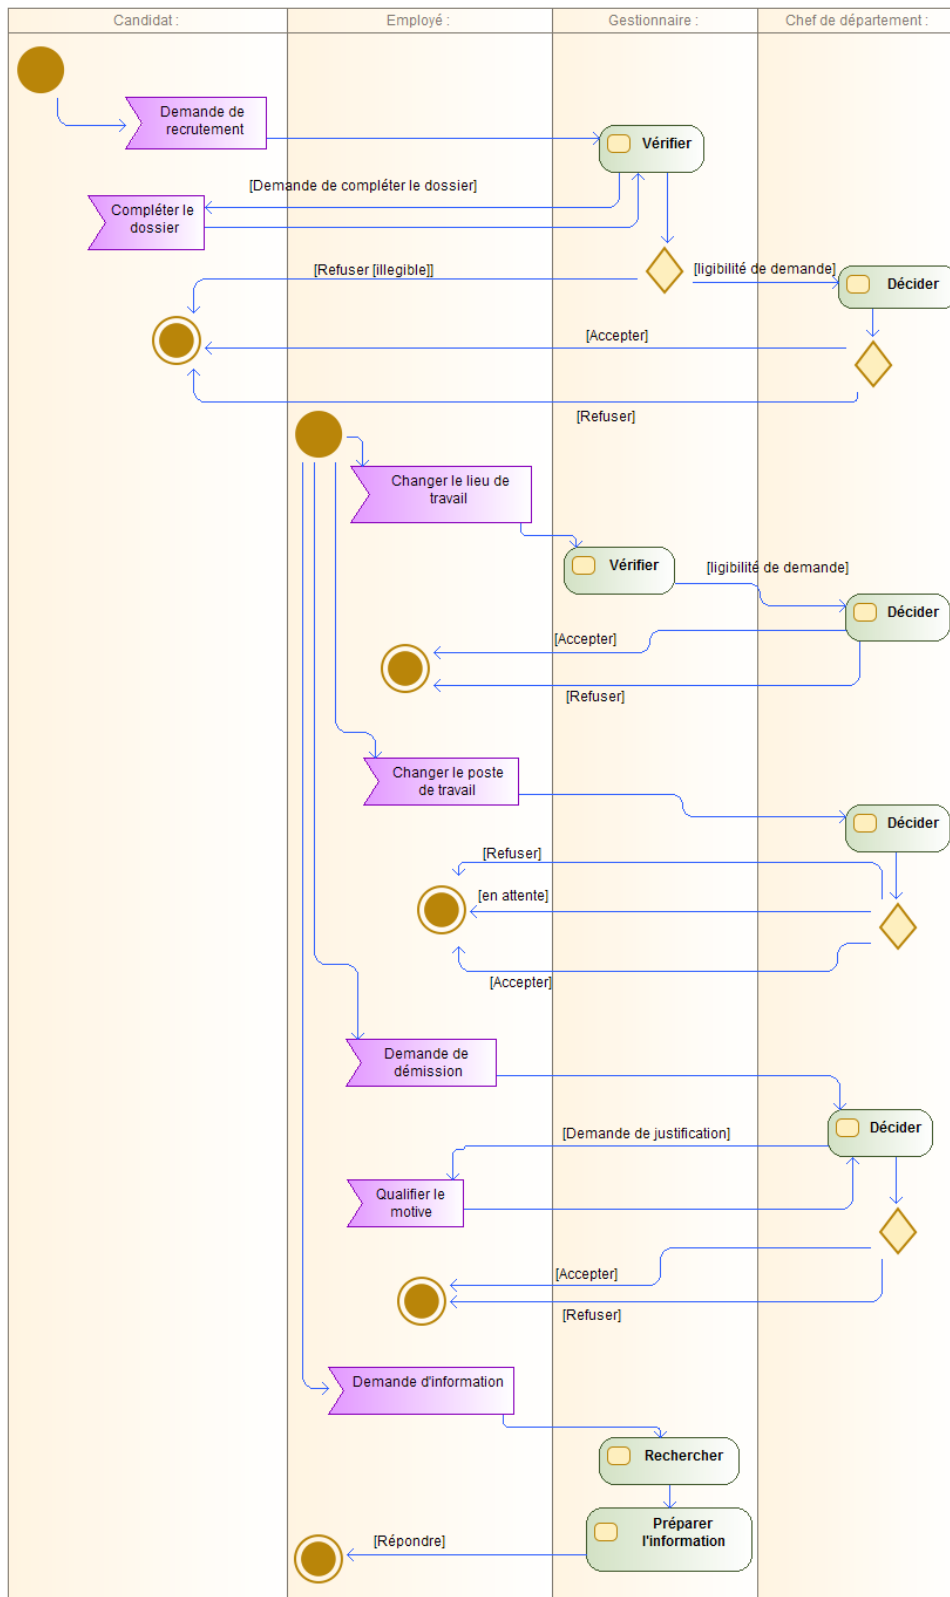 Candidat :
Employé :
Gestionnaire :
Chef de département :
Demande de
recrutement
Vérifier
[Demande de compléter le dossier]
Compléter le
dossier
[Refuser [illegible]]
[ligibilité de demande]
Décider
[Accepter]
[Refuser]
Changer le lieu de
travail
Vérifier
[ligibilité de demande]
Décider
[Accepter]
[Refuser]
Changer le poste
de travail
Décider
[Refuser]
[en attente]
[Accepter]
Demande de
démission
Décider
[Demande de justification]
Qualifier le
motive
[Accepter]
[Refuser]
Demande d'information
Rechercher
Préparer
l'information
[Répondre]